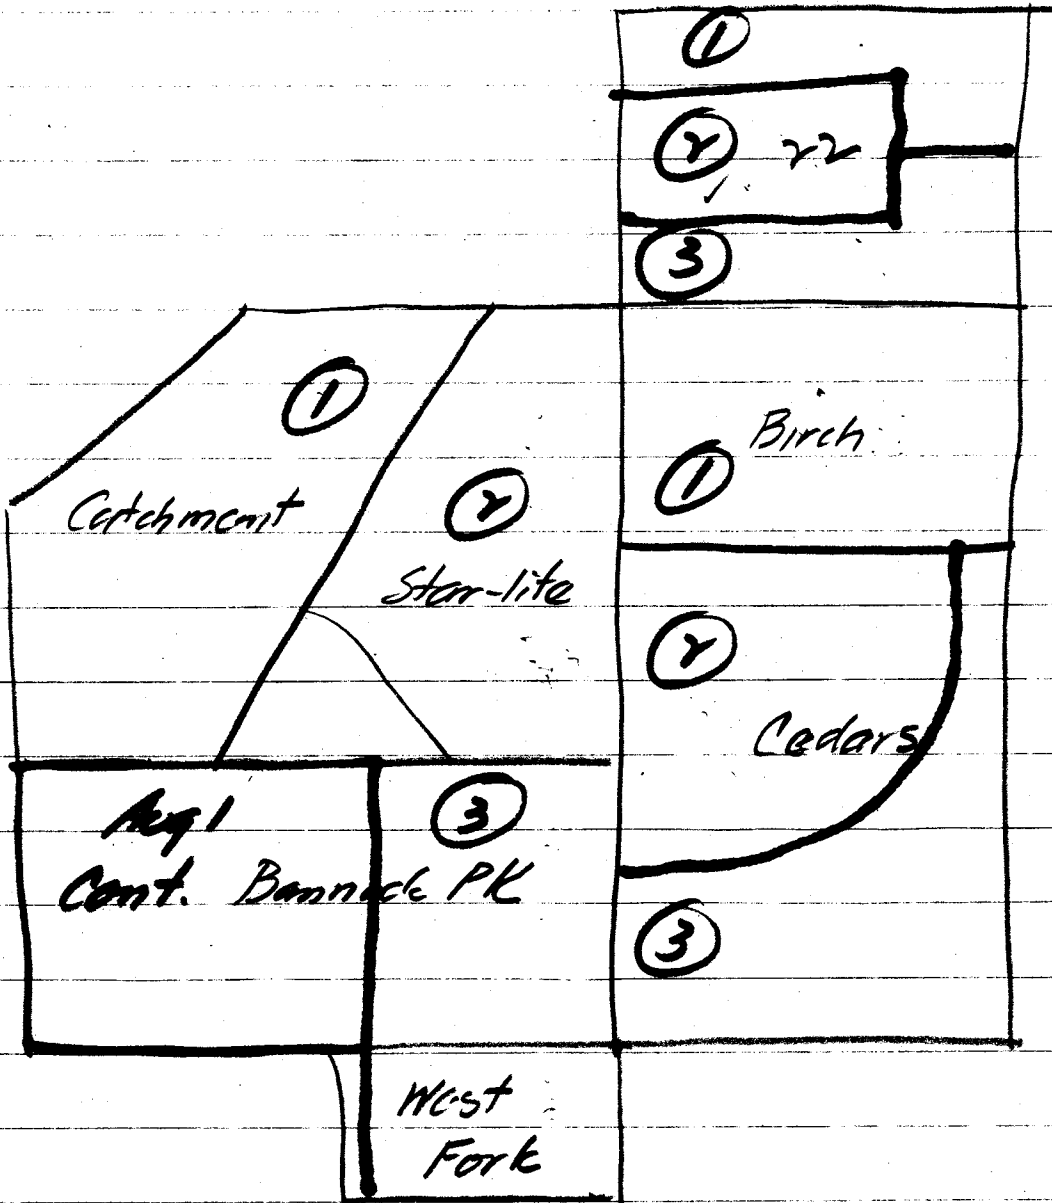 ①
② 22
③
①
Birch
①
Catchment
②
Star-lite
②
Cedars
③
Aug 1
Cont. Bannock PK
③
West
Fork